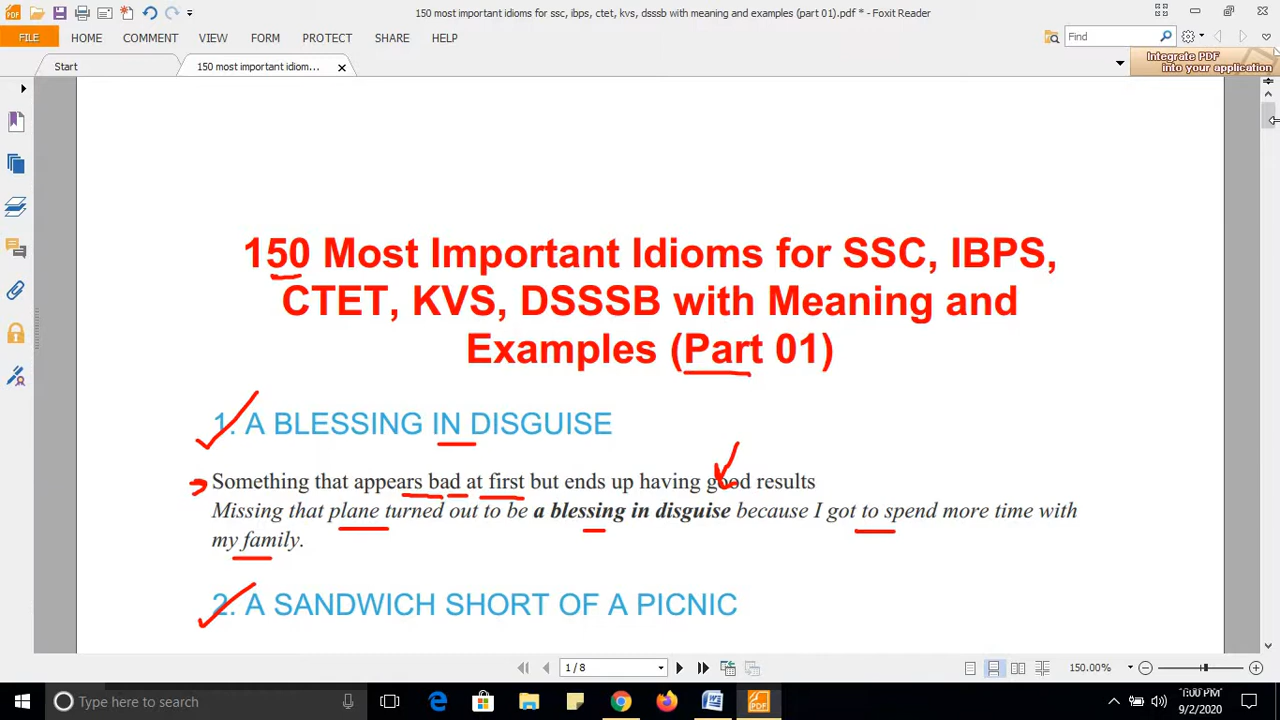 150 most important idioms for ssc, ibps, ctet, kvs, dsssb with meaning and examples (part 01).pdf * - Foxit Reader
FILE HOME COMMENT VIEW FORM PROTECT SHARE HELP Find
Start 150 most important idiom... Integrate PDF
into your application
150 Most Important Idioms for SSC, IBPS,
CTET, KVS, DSSSB with Meaning and
Examples (Part 01)
1. A BLESSING IN DISGUISE
Something that appears bad at first but ends up having good results
Missing that plane turned out to be a blessing in disguise because I got to spend more time with
my family.
2. A SANDWICH SHORT OF A PICNIC
1 / 8 150.00%
Type here to search 1:00 PM
9/2/2020